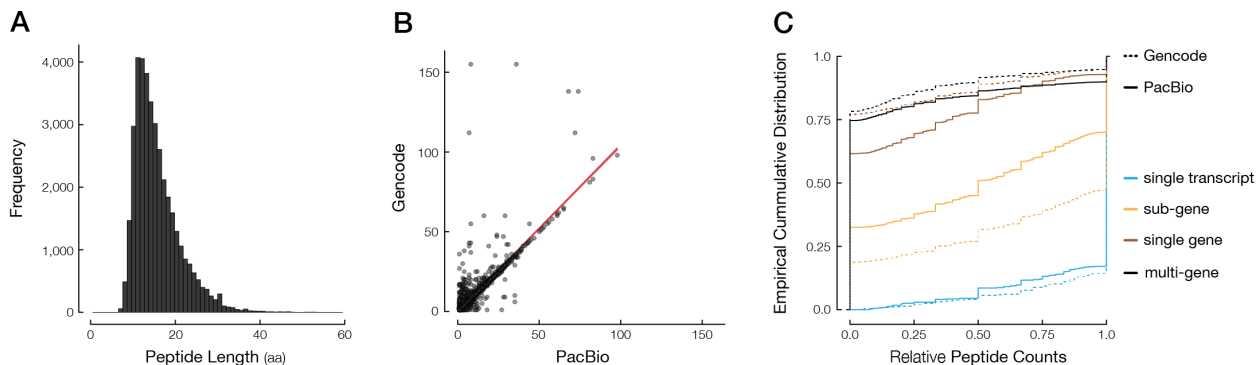 A
4,000
3,000
2,000
1,000
0
Frequency
0
20
40
60
Peptide Length (aa)
B
150
100
50
0
Gencode
0
50
100
150
PacBio
C
1.0
0.75
0.50
0.25
0.0
Empirical Cummulative Distribution
0.0
0.25
0.50
0.75
1.0
Relative Peptide Counts
Gencode
PacBio
single transcript
sub-gene
single gene
multi-gene